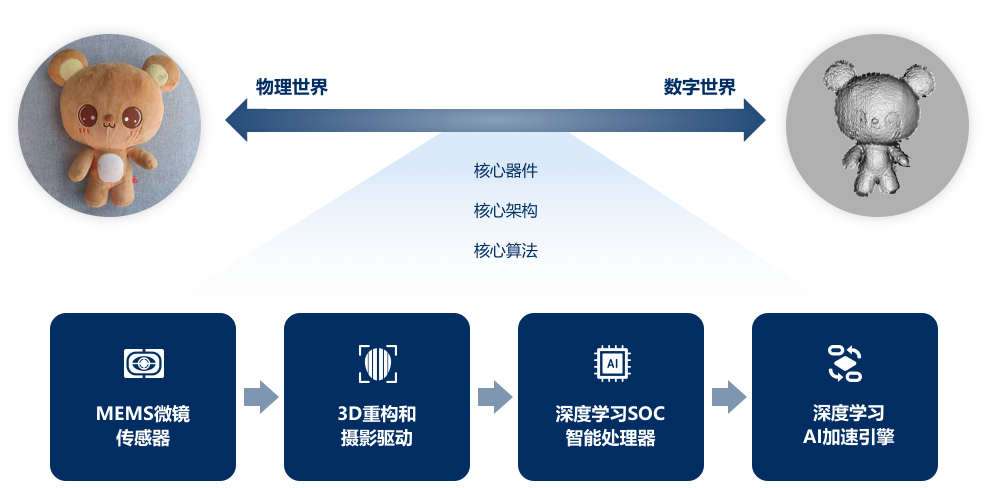 物理世界
数字世界
核心器件
核心架构
核心算法
MEMS微镜
传感器
3D重构和
摄影驱动
AI
深度学习SOC
智能处理器
深度学习
AI加速引擎